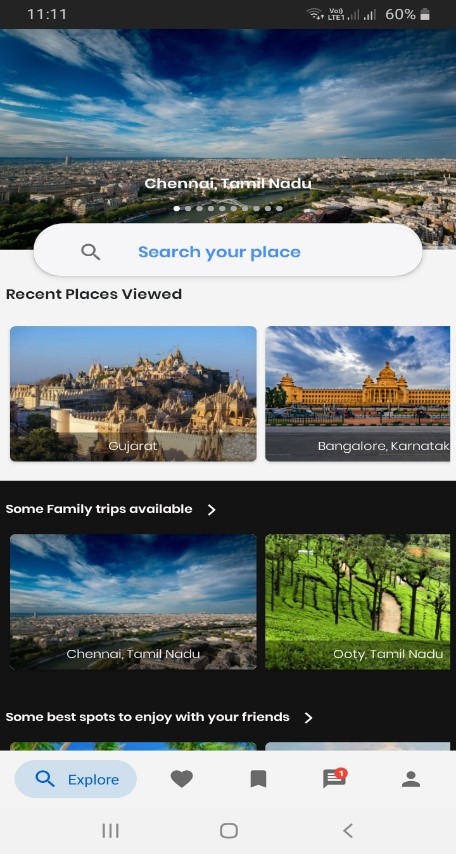 11:11
Vo))
LTE1
60%
Chennai, Tamil Nadu
Search your place
Recent Places Viewed
Gujarat
Bangalore, Karnatak
Some Family trips available
Chennai, Tamil Nadu
Ooty, Tamil Nadu
Some best spots to enjoy with your friends
Explore
1